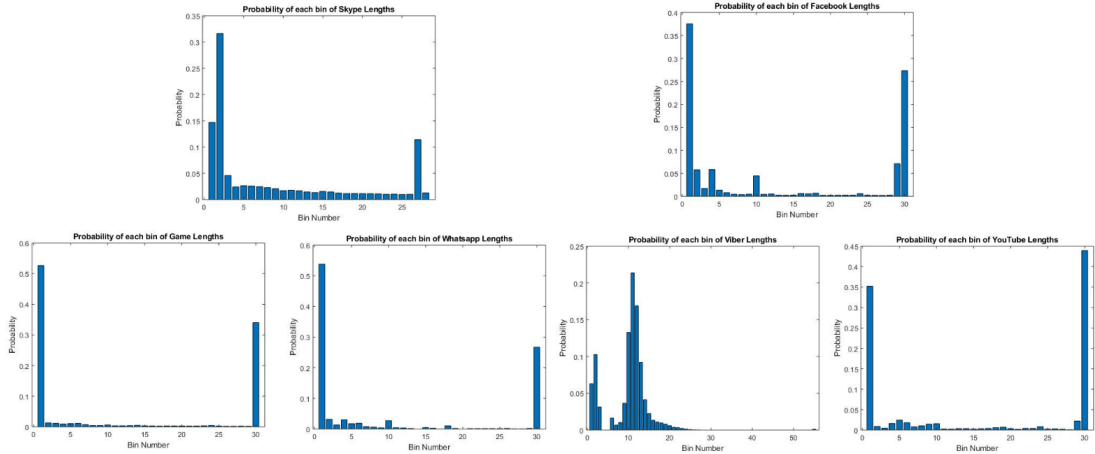 Probability of each bin of Skype Lengths
0.35
0.3
0.25
0.2
0.15
0.1
0.05
0
Probability
0 5 10 15 20 25
Bin Number
Probability of each bin of Facebook Lengths
0.4
0.35
0.3
0.25
0.2
0.15
0.1
0.05
0
Probability
0 5 10 15 20 25 30
Bin Number
Probability of each bin of Game Lengths
0.6
0.5
0.4
0.3
0.2
0.1
0
Probability
0 5 10 15 20 25 30
Bin Number
Probability of each bin of Whatsapp Lengths
0.6
0.5
0.4
0.3
0.2
0.1
0
Probability
0 5 10 15 20 25 30
Bin Number
Probability of each bin of Viber Lengths
0.25
0.2
0.15
0.1
0.05
0
Probability
0 10 20 30 40 50
Bin Number
Probability of each bin of YouTube Lengths
0.45
0.4
0.35
0.3
0.25
0.2
0.15
0.1
0.05
0
Probability
0 5 10 15 20 25 30
Bin Number